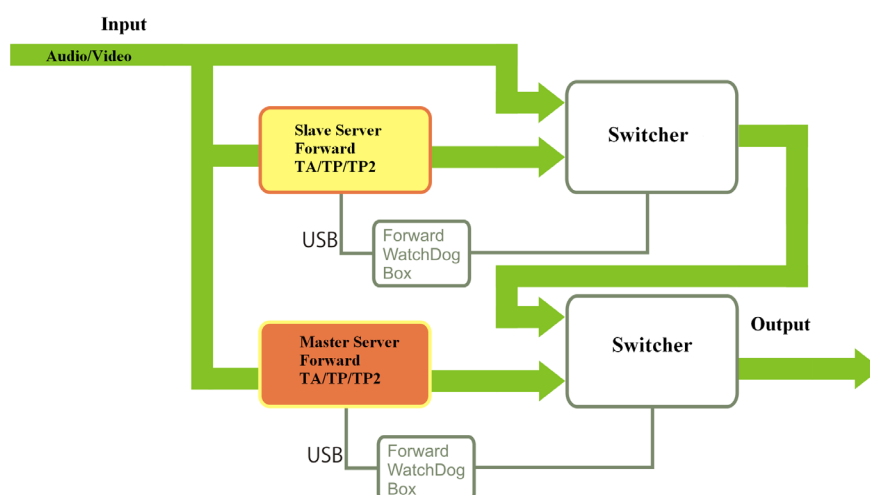 Input
Audio/Video
Slave Server
Forward
TA/TP/TP2
Switcher
USB
Forward
WatchDog
Box
Master Server
Forward
TA/TP/TP2
Switcher
Output
USB
Forward
WatchDog
Box